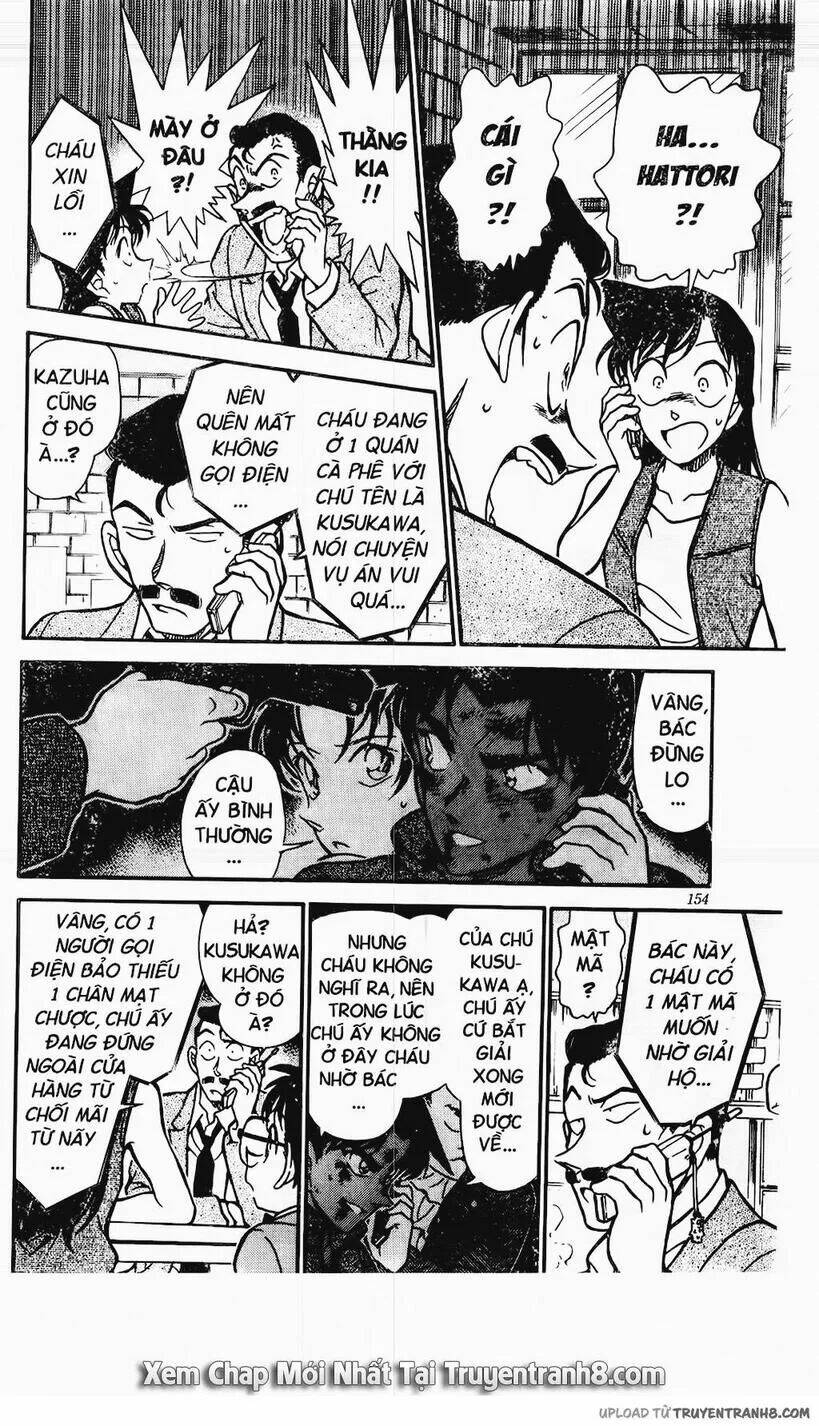 HA...
HATTORI
?!
CÁI
GÌ
?!
THẰNG
KIA
!!
MÀY Ở
ĐÂU
?!
CHÁU
XIN
LỖI
...
CHÁU ĐANG
Ở 1 QUÁN
CÀ PHÊ VỚI
CHÚ TÊN LÀ
KUSUKAWA,
NÓI CHUYỆN
VỤ ÁN VUI
QUÁ...
NÊN
QUÊN MẤT
KHÔNG
GỌI ĐIỆN
...
KAZUHA
CŨNG
Ở ĐÓ
À...?
VÂNG,
BÁC
ĐỪNG
LO
...
CẬU
ẤY BÌNH
THƯỜNG
...
154
BÁC NÀY,
CHÁU CÓ
1 MẬT MÃ
MUỐN
NHỜ GIẢI
HỘ...
MẬT
MÃ
?
CỦA CHÚ
KUSU-
KAWA Ạ,
CHÚ ẤY
CỨ BẮT
GIẢI
XONG
MỚI
ĐƯỢC
VỀ...
NHƯNG
CHÁU KHÔNG
NGHĨ RA, NÊN
TRONG LÚC
CHÚ ẤY KHÔNG
Ở ĐÂY CHÁU
NHỜ BÁC
...
HẢ?
KUSUKAWA
KHÔNG
Ở ĐÓ
À?
VÂNG, CÓ 1
NGƯỜI GỌI
ĐIỆN BẢO THIẾU
1 CHÂN MẠT
CHƯỢC, CHÚ ẤY
ĐANG ĐỨNG
NGOÀI CỬA
HÀNG TỪ
CHỐI MÃI
TỪ NÃY
...
Xem Chap Mới Nhất Tại Truyentranh8.com
UPLOAD TỪ TRUYENTRANH8.COM